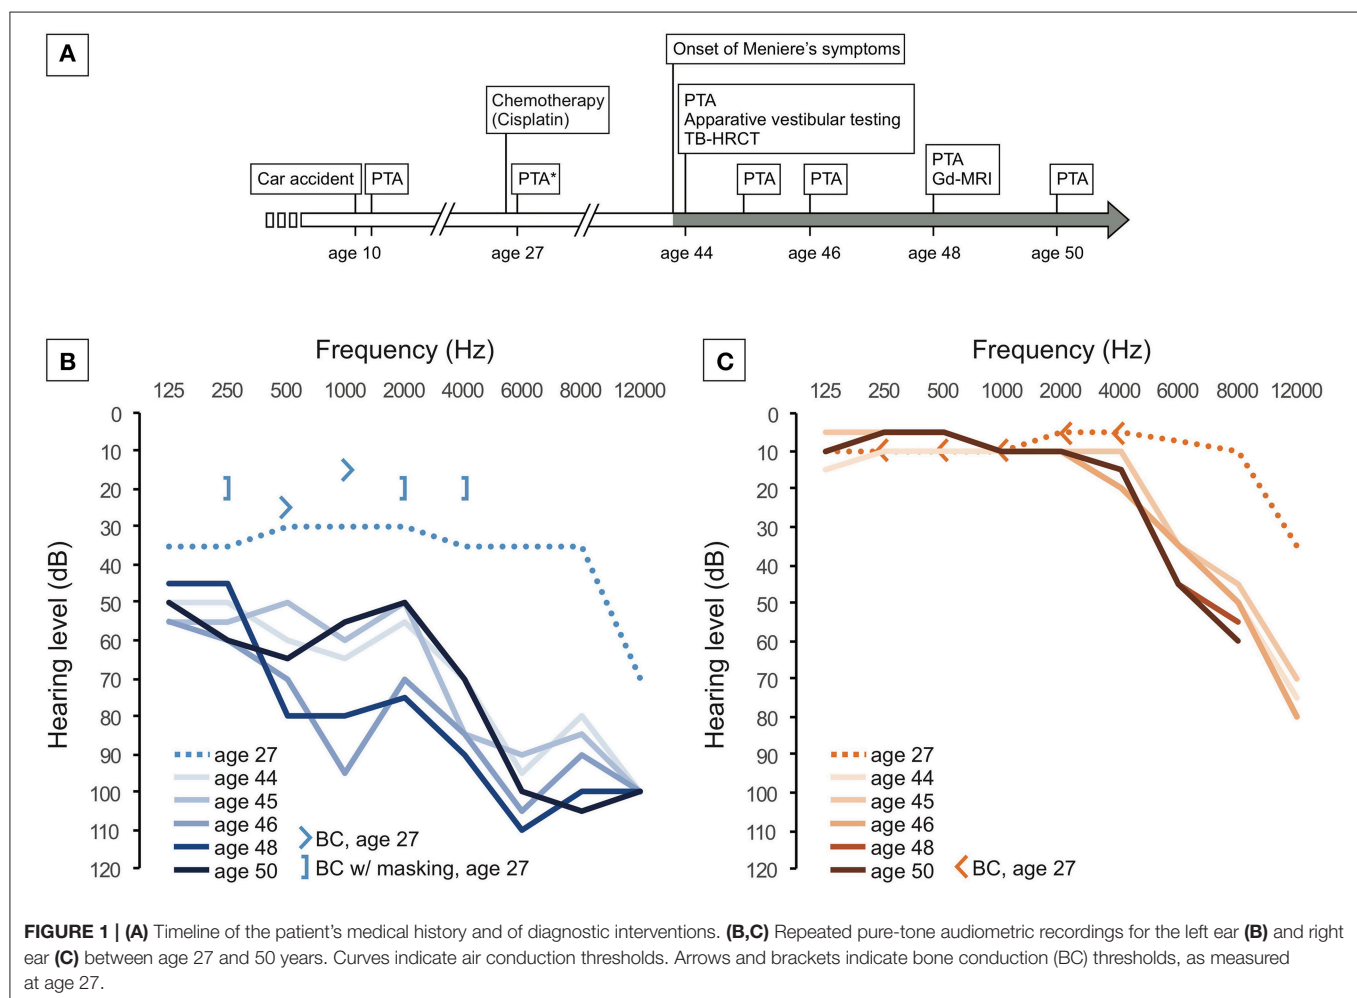 A
Onset of Meniere's symptoms
Chemotherapy
(Cisplatin)
PTA
Apparative vestibular testing
TB-HRCT
Car accident
PTA
PTA*
PTA
PTA
PTA
Gd-MRI
PTA
age 10
age 27
age 44
age 46
age 48
age 50
B
Frequency (Hz)
125 250 500 1000 2000 4000 6000 8000 12000
Hearing level (dB)
0
10
20
30
40
50
60
70
80
90
100
110
120
age 27
age 44
age 45
age 46
age 48
age 50
BC, age 27
BC w/ masking, age 27
C
Frequency (Hz)
125 250 500 1000 2000 4000 6000 8000 12000
Hearing level (dB)
0
10
20
30
40
50
60
70
80
90
100
110
120
age 27
age 44
age 45
age 46
age 48
age 50
BC, age 27
FIGURE 1 | (A) Timeline of the patient's medical history and of diagnostic interventions. (B,C) Repeated pure-tone audiometric recordings for the left ear (B) and right
ear (C) between age 27 and 50 years. Curves indicate air conduction thresholds. Arrows and brackets indicate bone conduction (BC) thresholds, as measured
at age 27.